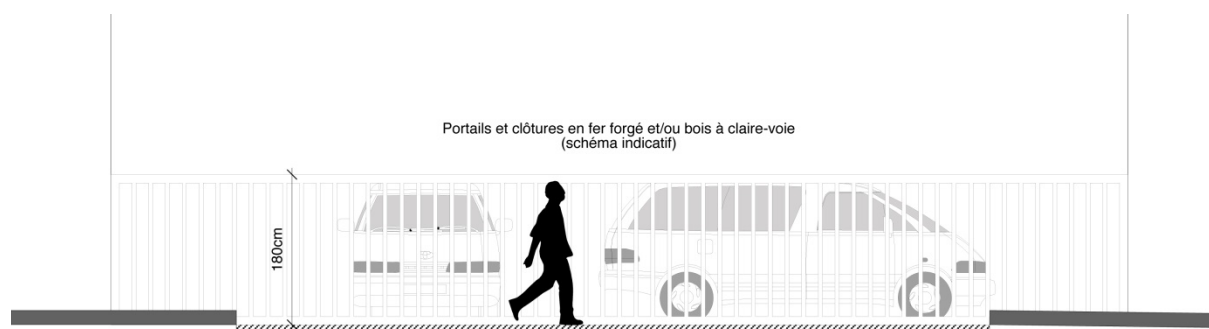 Portails et clôtures en fer forgé et/ou bois à claire-voie
(schéma indicatif)
180cm